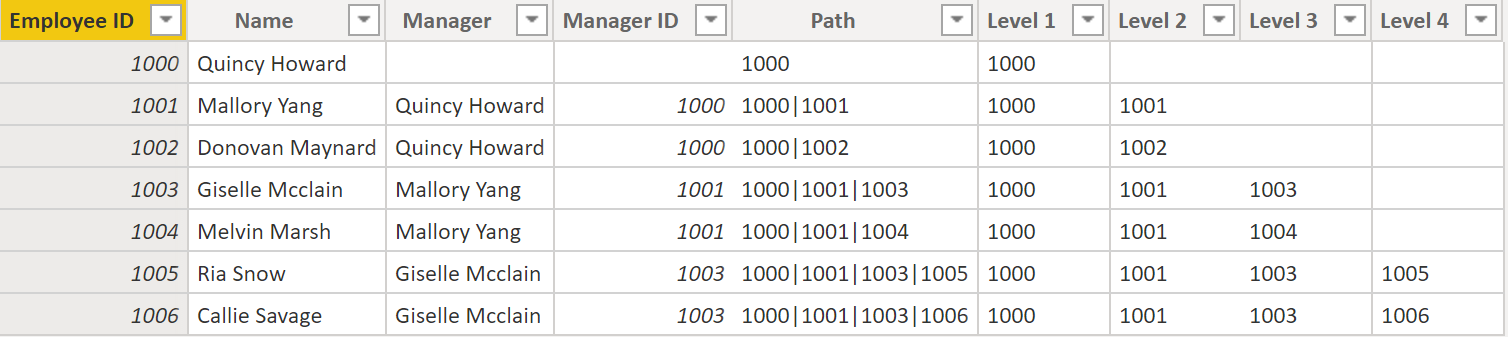 Employee ID Name Manager Manager ID Path Level 1 Level 2 Level 3 Level 4
1000 Quincy Howard 1000 1000
1001 Mallory Yang Quincy Howard 1000 1000|1001 1000 1001
1002 Donovan Maynard Quincy Howard 1000 1000|1002 1000 1002
1003 Giselle Mcclain Mallory Yang 1001 1000|1001|1003 1000 1001 1003
1004 Melvin Marsh Mallory Yang 1001 1000|1001|1004 1000 1001 1004
1005 Ria Snow Giselle Mcclain 1003 1000|1001|1003|1005 1000 1001 1003 1005
1006 Callie Savage Giselle Mcclain 1003 1000|1001|1003|1006 1000 1001 1003 1006